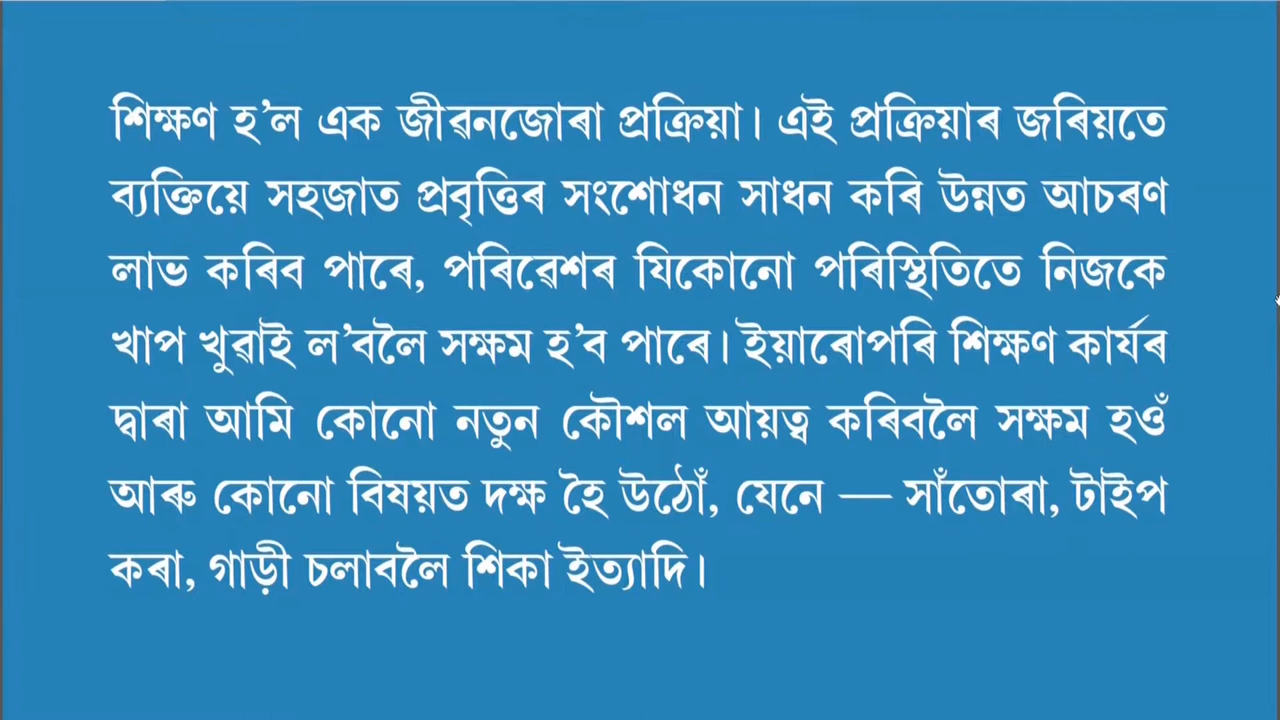 শিক্ষণ হ’ল এক জীৱনজোৰা প্ৰক্ৰিয়া। এই প্ৰক্ৰিয়াৰ জৰিয়তে
ব্যক্তিয়ে সহজাত প্ৰবৃত্তিৰ সংশোধন সাধন কৰি উন্নত আচৰণ
লাভ কৰিব পাৰে, পৰিৱেশৰ যিকোনো পৰিস্থিতিতে নিজকে
খাপ খুৱাই ল’বলৈ সক্ষম হ’ব পাৰে। ইয়াৰোপৰি শিক্ষণ কাৰ্যৰ
দ্বাৰা আমি কোনো নতুন কৌশল আয়ত্ব কৰিবলৈ সক্ষম হওঁ
আৰু কোনো বিষয়ত দক্ষ হৈ উঠোঁ, যেনে — সাঁতোৰা, টাইপ
কৰা, গাড়ী চলাবলৈ শিকা ইত্যাদি।